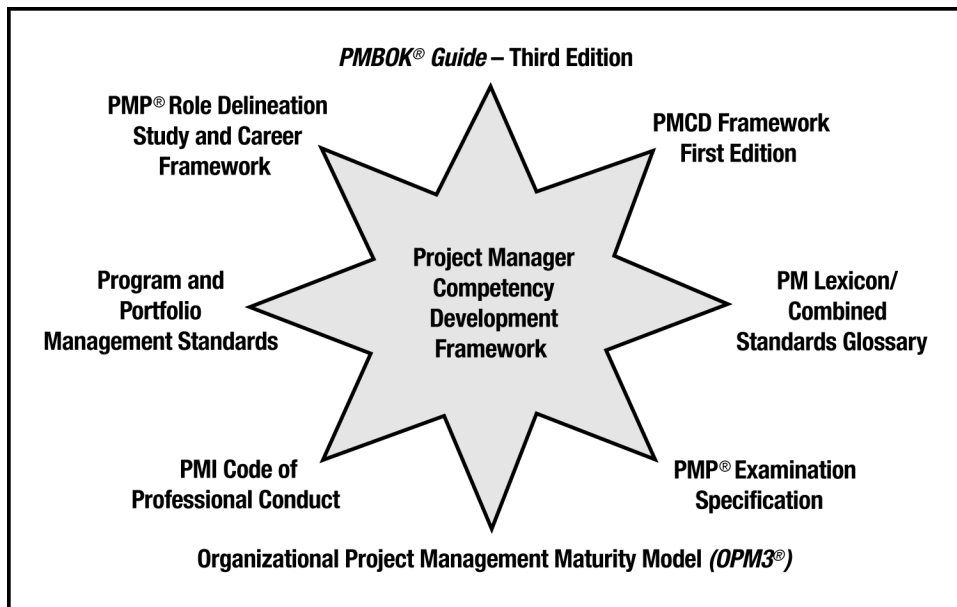 PMBOK® Guide – Third Edition
PMP® Role Delineation
Study and Career
Framework
PMCD Framework
First Edition
Project Manager
Competency
Development
Framework
Program and
Portfolio
Management Standards
PM Lexicon/
Combined
Standards Glossary
PMI Code of
Professional Conduct
PMP® Examination
Specification
Organizational Project Management Maturity Model (OPM3®)